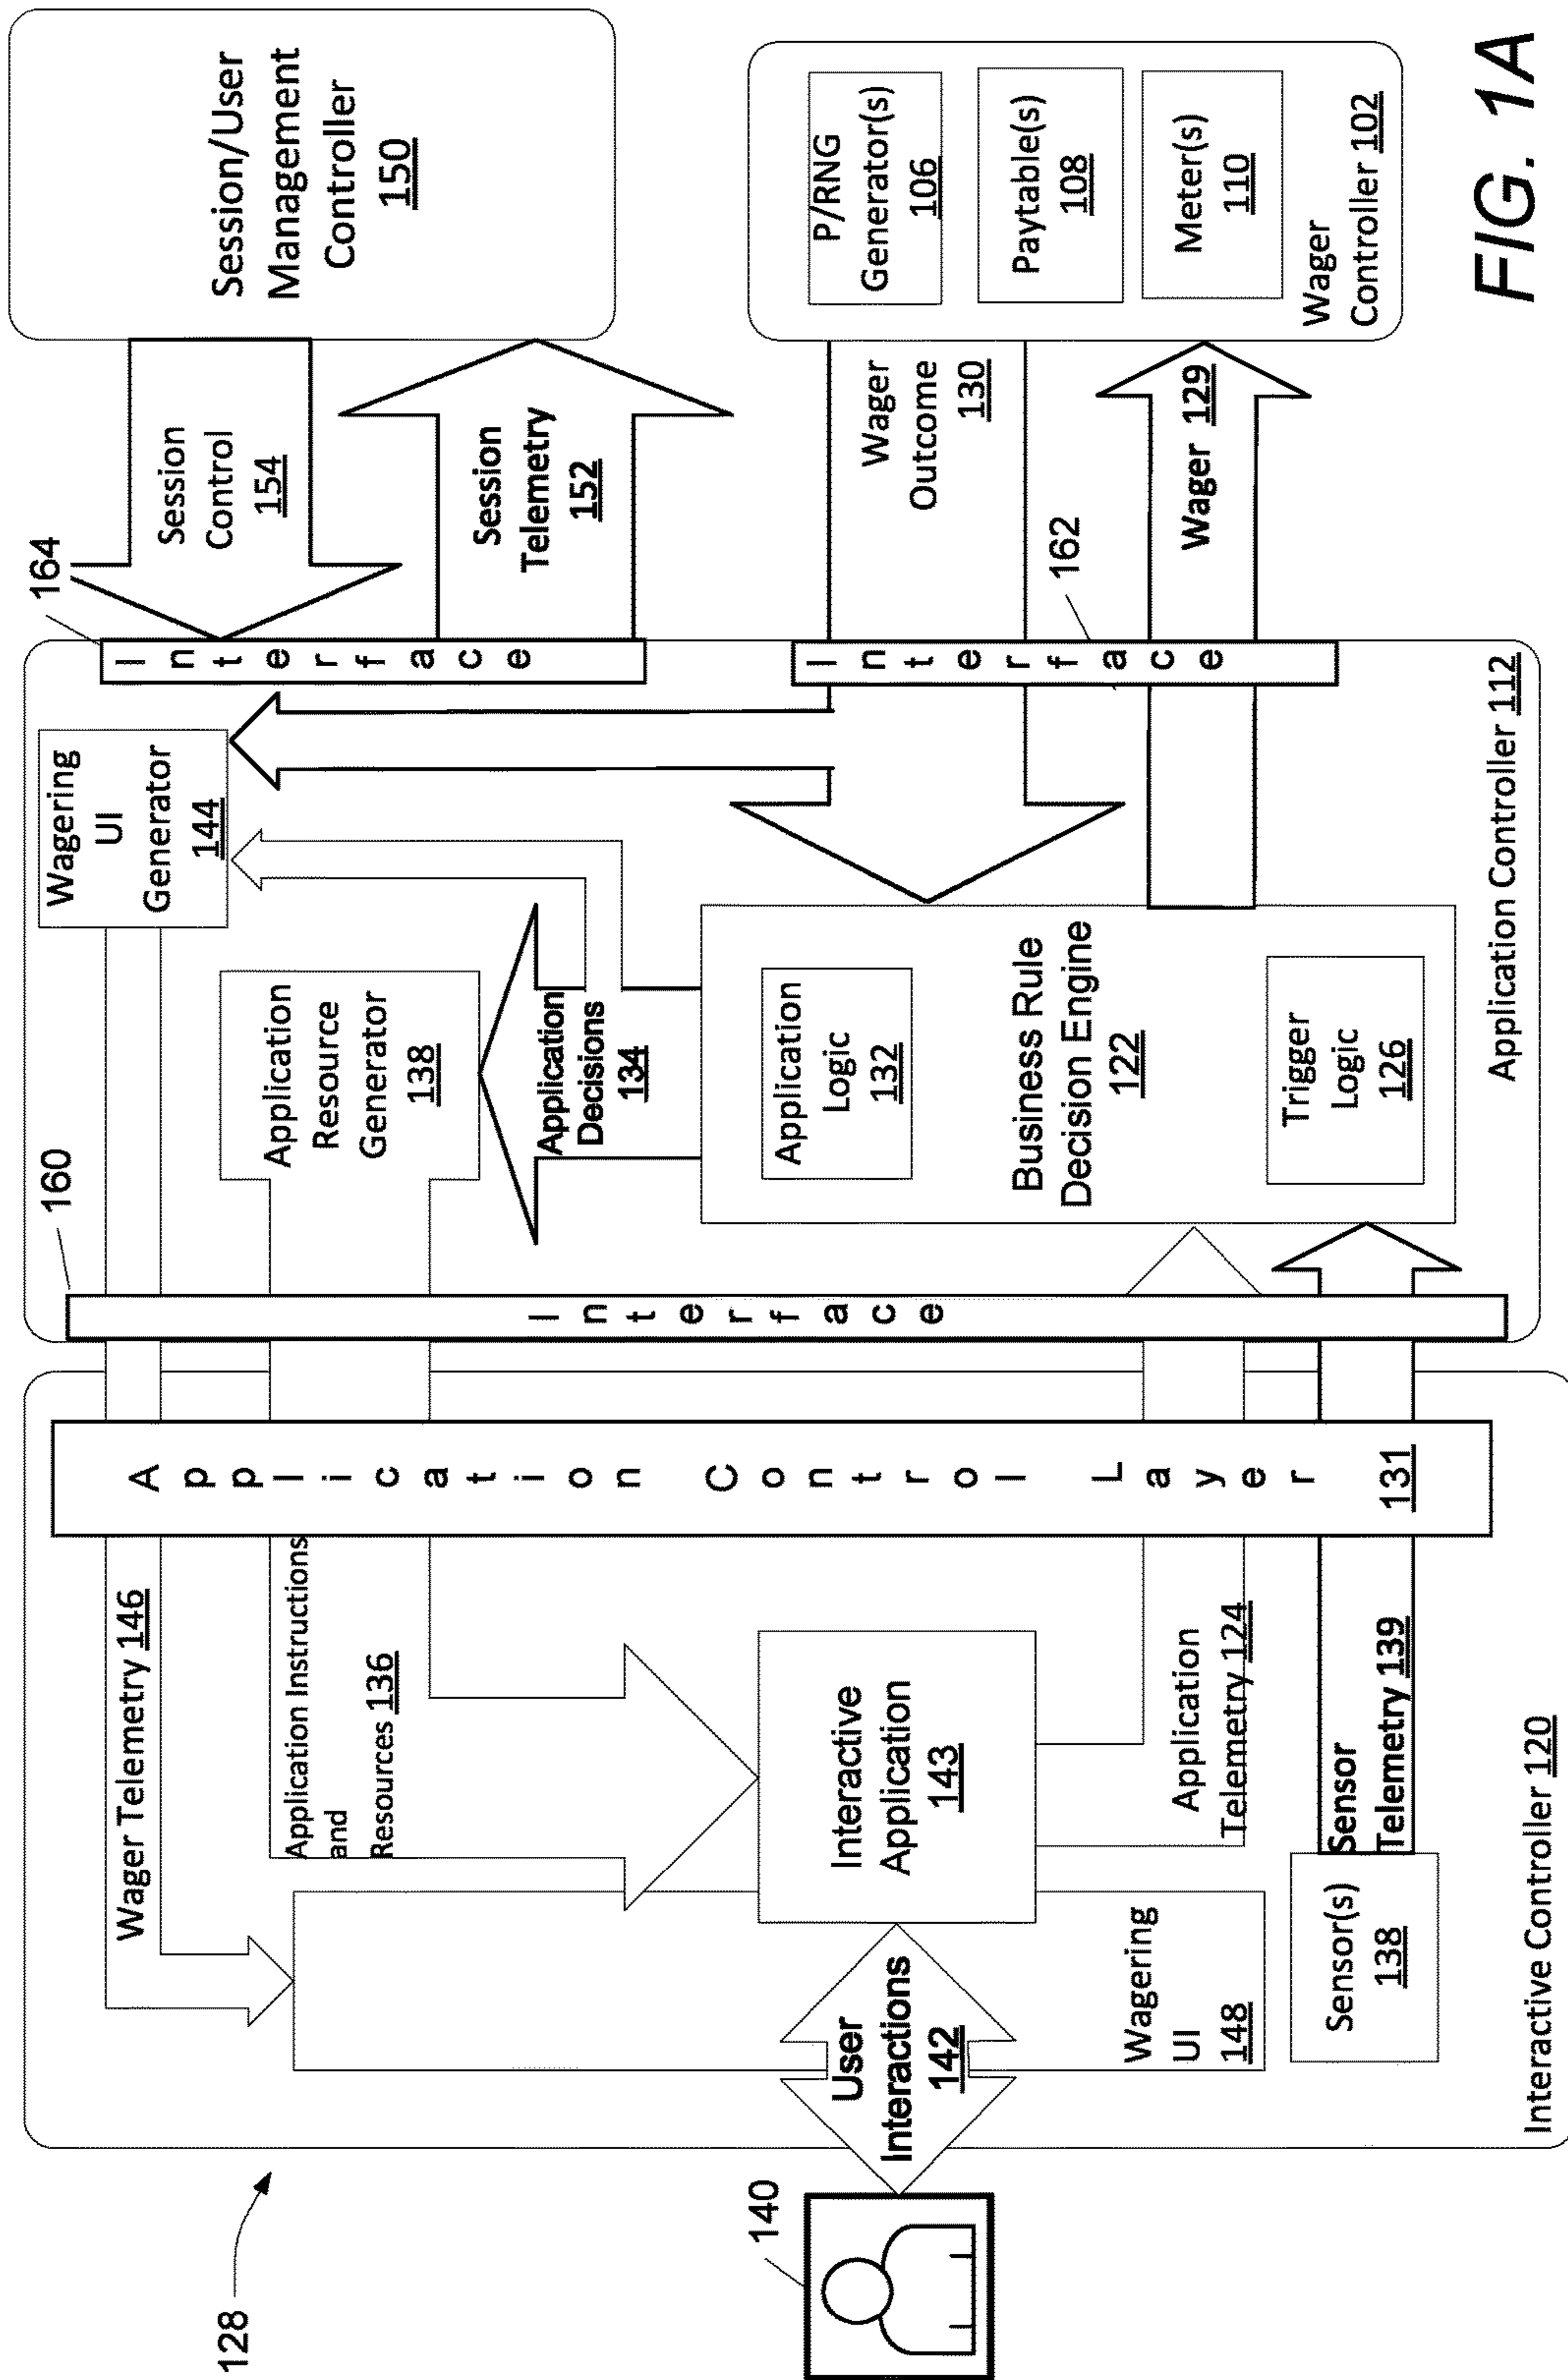 128
140
User
Interactions
142
Wager Telemetry 146
Application Instructions
and
Resources 136
Interactive
Application
143
Application
Telemetry 124
Wagering
UI
148
Sensor(s)
138
Sensor
Telemetry 139
Interactive Controller 120
Application Control Layer
131
160
Interface
Wagering
UI
Generator
144
Application
Resource
Generator
138
Application
Decisions
134
Application
Logic
132
Business Rule
Decision Engine
122
Trigger
Logic
126
Application Controller 112
164
Interface
Interface
162
Session
Control
154
Session
Telemetry
152
Wager
Outcome
130
Wager 129
Session/User
Management
Controller
150
P/RNG
Generator(s)
106
Paytable(s)
108
Meter(s)
110
Wager
Controller 102
FIG. 1A